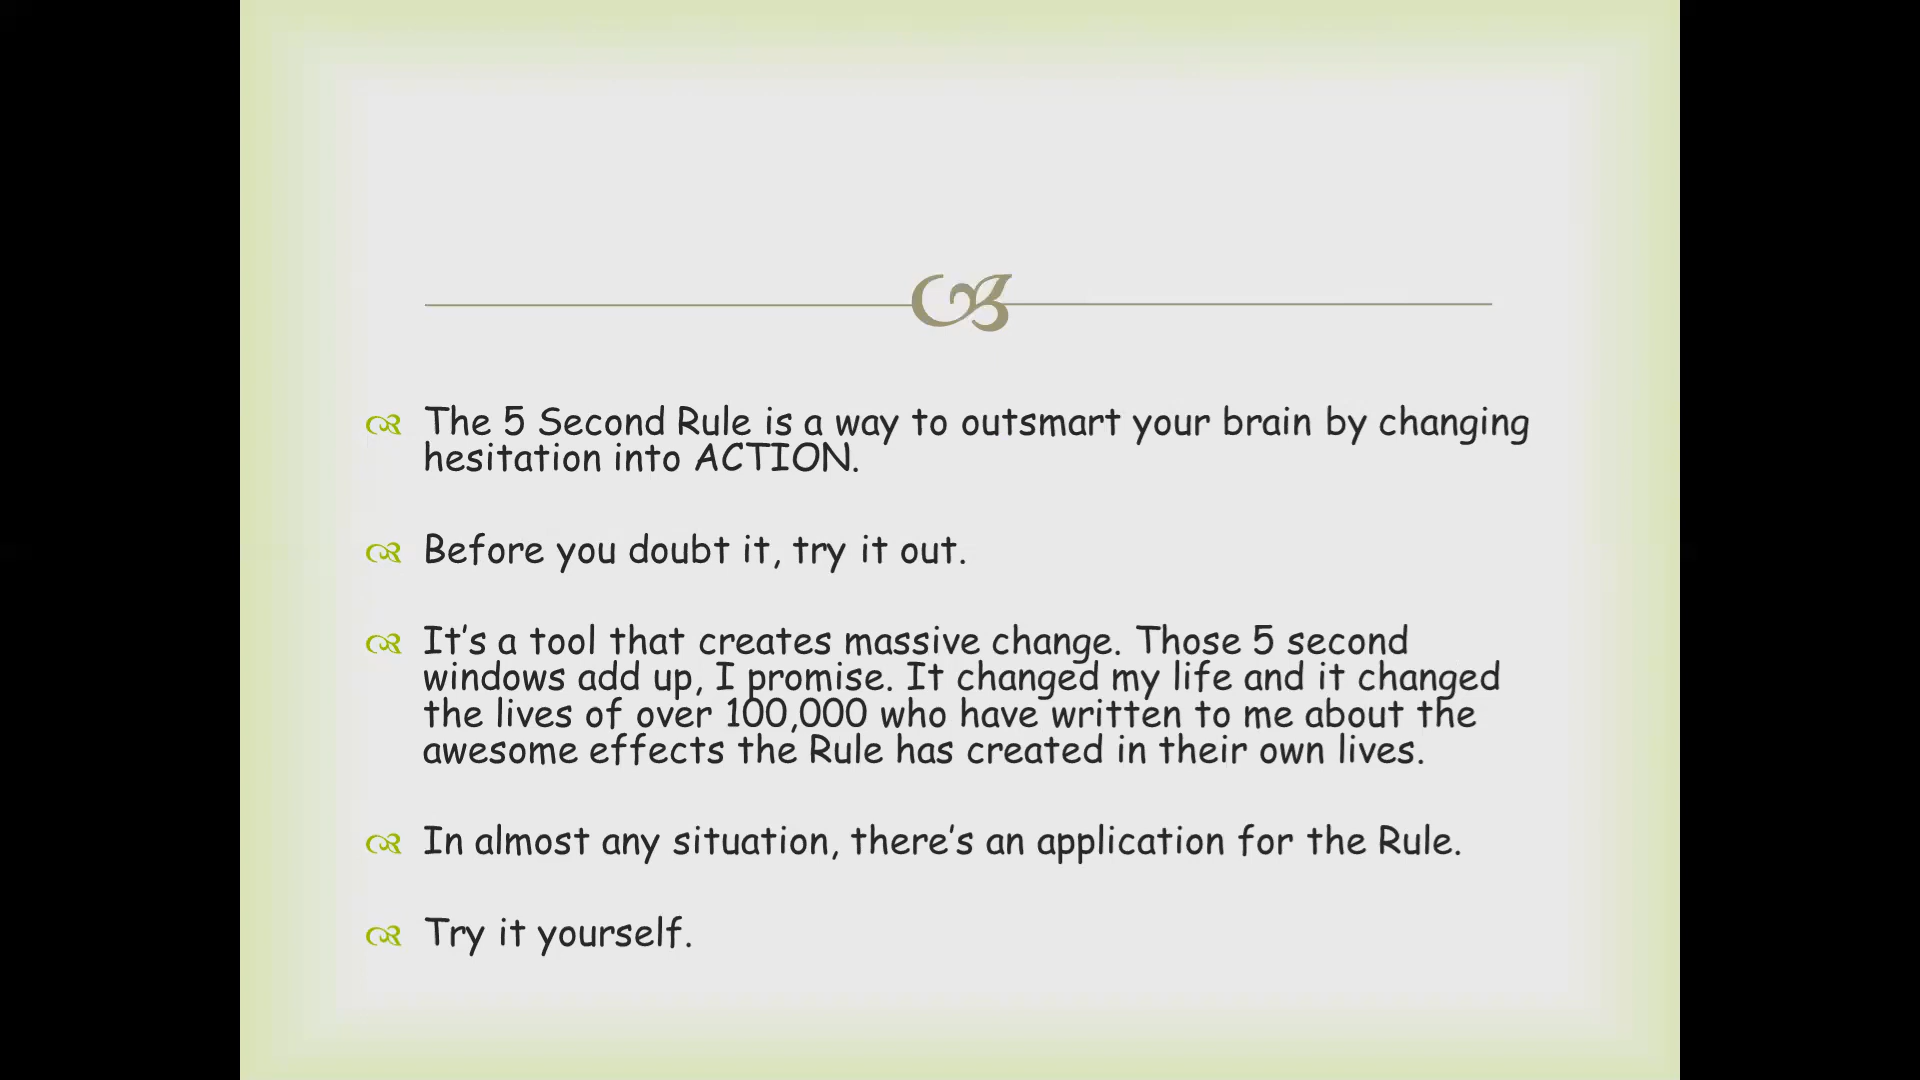 The 5 Second Rule is a way to outsmart your brain by changing
hesitation into ACTION.
Before you doubt it, try it out.
It’s a tool that creates massive change. Those 5 second
windows add up, I promise. It changed my life and it changed
the lives of over 100,000 who have written to me about the
awesome effects the Rule has created in their own lives.
In almost any situation, there’s an application for the Rule.
Try it yourself.